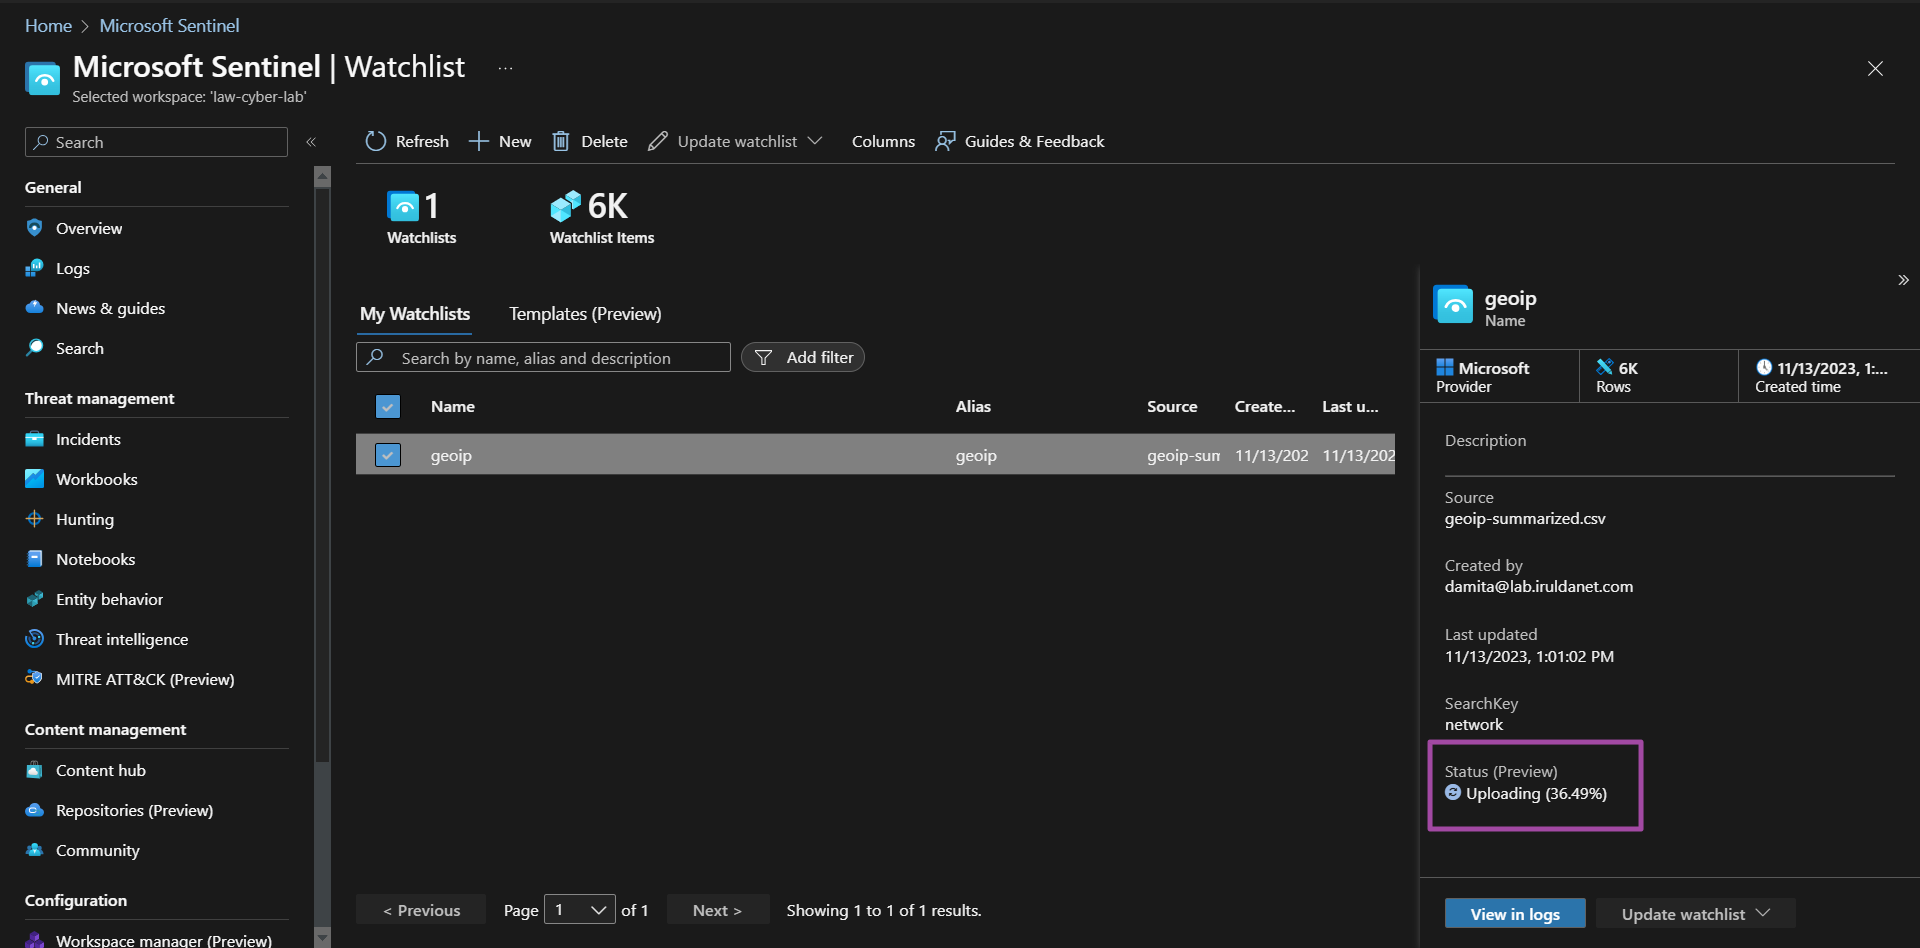 Home > Microsoft Sentinel
Microsoft Sentinel | Watchlist ...
Selected workspace: 'law-cyber-lab'
Search «
General
Overview
Logs
News & guides
Search
Threat management
Incidents
Workbooks
Hunting
Notebooks
Entity behavior
Threat intelligence
MITRE ATT&CK (Preview)
Content management
Content hub
Repositories (Preview)
Community
Configuration
Workspace manager (Preview)
Refresh New Delete Update watchlist Columns Guides & Feedback
1 6K
Watchlists Watchlist Items
My Watchlists Templates (Preview)
Search by name, alias and description Add filter
Name Alias Source Create... Last u...
geoip geoip geoip-sum 11/13/202 11/13/202
< Previous Page 1 of 1 Next > Showing 1 to 1 of 1 results.
»
geoip
Name
Microsoft 6K 11/13/2023, 1:...
Provider Rows Created time
Description
Source
geoip-summarized.csv
Created by
damita@lab.iruldanet.com
Last updated
11/13/2023, 1:01:02 PM
SearchKey
network
Status (Preview)
Uploading (36.49%)
View in logs Update watchlist